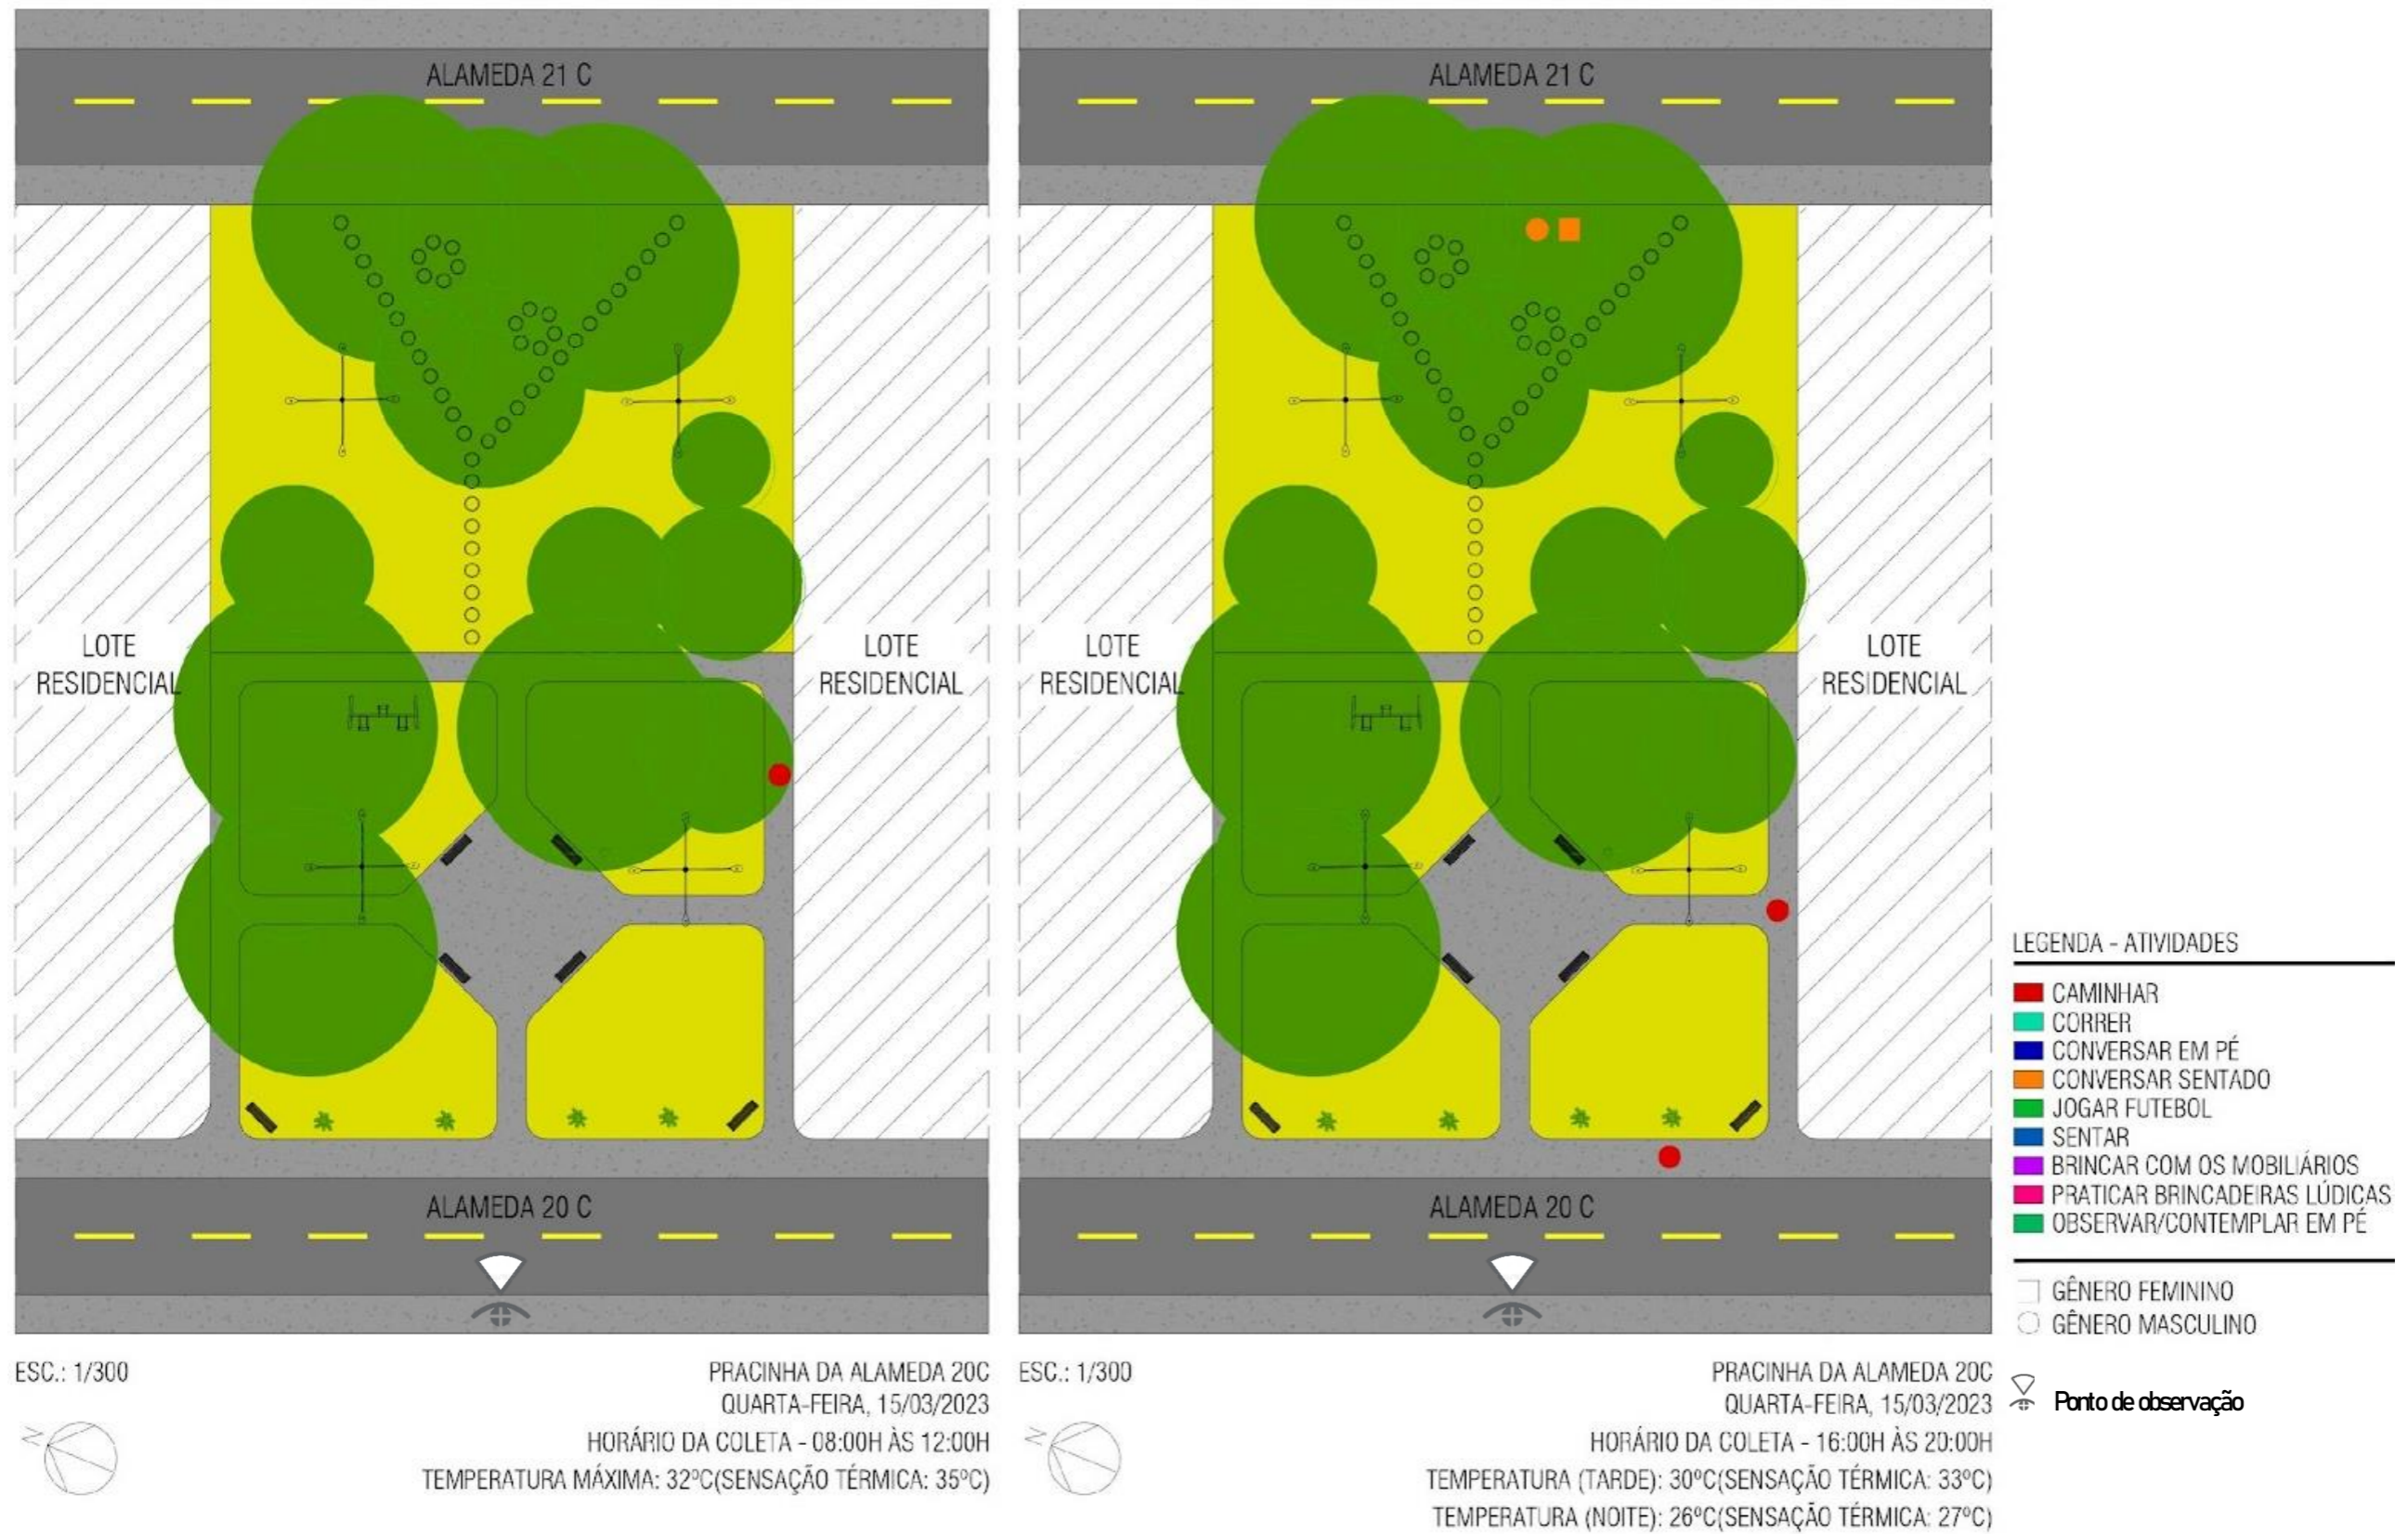 ALAMEDA 21 C
LOTE
RESIDENCIAL
LOTE
RESIDENCIAL
ALAMEDA 20 C
ESC.: 1/300
N
PRACINHA DA ALAMEDA 20C
QUARTA-FEIRA, 15/03/2023
HORÁRIO DA COLETA - 08:00H ÀS 12:00H
TEMPERATURA MÁXIMA: 32ºC(SENSAÇÃO TÉRMICA: 35ºC)
ALAMEDA 21 C
LOTE
RESIDENCIAL
LOTE
RESIDENCIAL
ALAMEDA 20 C
ESC.: 1/300
N
PRACINHA DA ALAMEDA 20C
QUARTA-FEIRA, 15/03/2023
HORÁRIO DA COLETA - 16:00H ÀS 20:00H
TEMPERATURA (TARDE): 30ºC(SENSAÇÃO TÉRMICA: 33ºC)
TEMPERATURA (NOITE): 26ºC(SENSAÇÃO TÉRMICA: 27ºC)
LEGENDA - ATIVIDADES
CAMINHAR
CORRER
CONVERSAR EM PÉ
CONVERSAR SENTADO
JOGAR FUTEBOL
SENTAR
BRINCAR COM OS MOBILIÁRIOS
PRATICAR BRINCADEIRAS LÚDICAS
OBSERVAR/CONTEMPLAR EM PÉ
GÊNERO FEMININO
GÊNERO MASCULINO
Ponto de observação